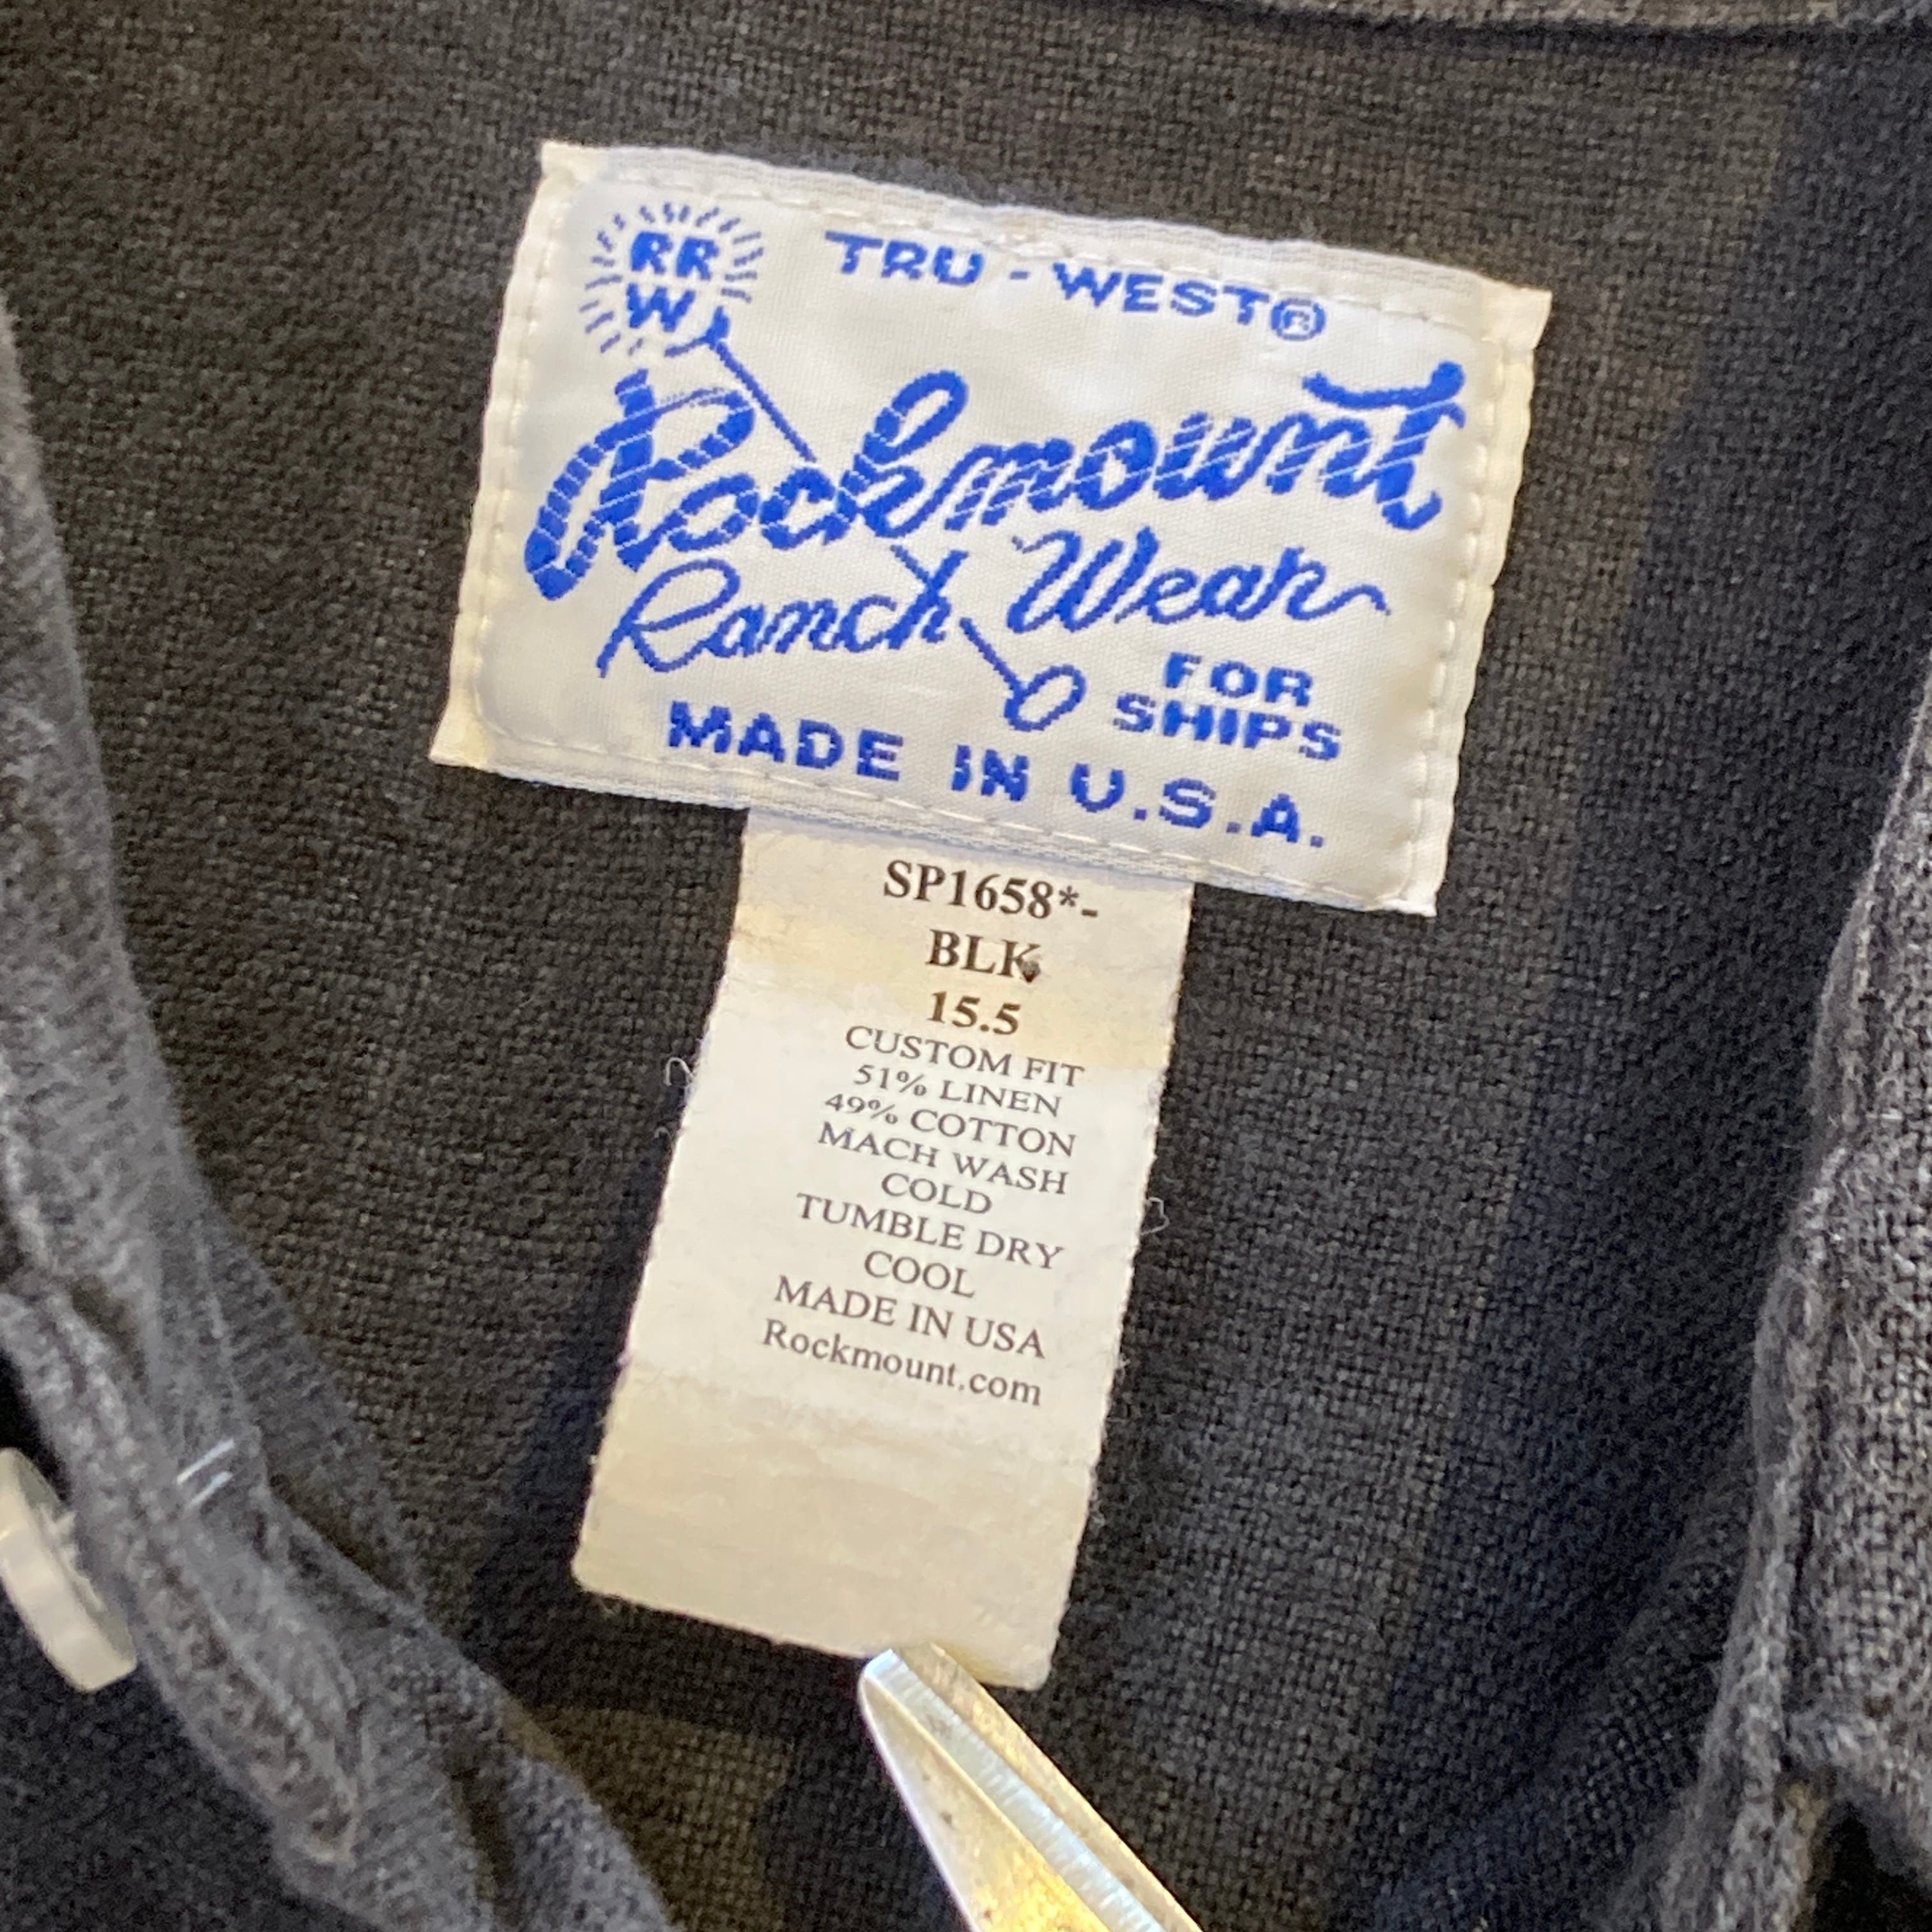 RR
W
TRU - WEST®
Rockmount
Ranch Wear
FOR
SHIPS
MADE IN U.S.A.
SP1658*-
BLK
15.5
CUSTOM FIT
51% LINEN
49% COTTON
MACH WASH
COLD
TUMBLE DRY
COOL
MADE IN USA
Rockmount.com